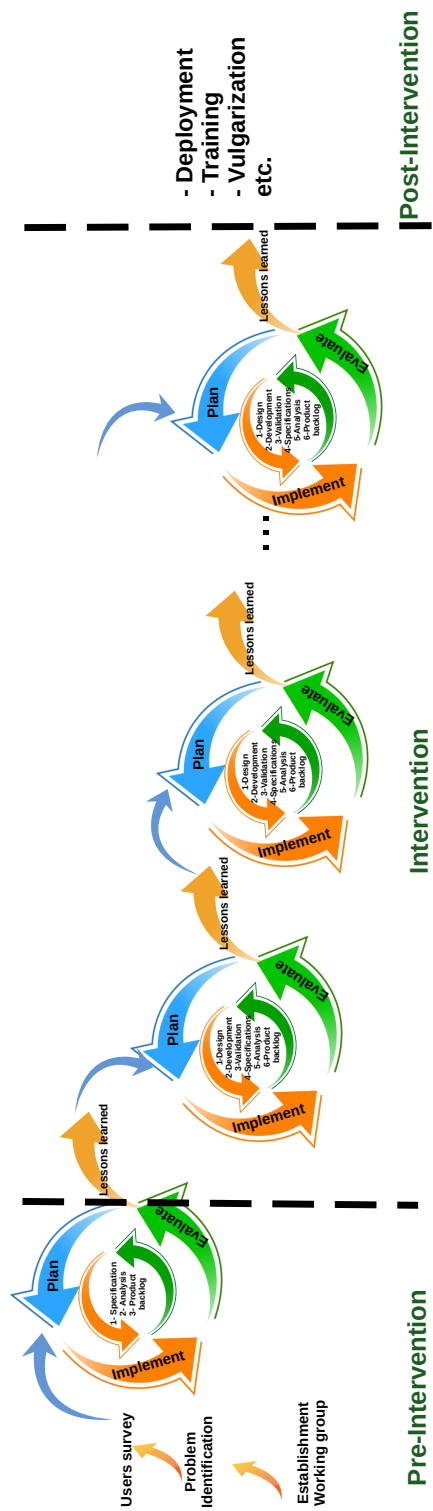 Users survey
Problem
Identification
Establishment
Working group
Pre-Intervention
Plan
Implement
Evaluate
1- Specification
2- Analysis
3- Product
backlog
Lessons learned
Plan
Implement
Evaluate
1-Design
2-Development
3-Validation
4-Specifications
5-Analysis
6-Product
backlog
Lessons learned
Plan
Implement
Evaluate
1-Design
2-Development
3-Validation
4-Specifications
5-Analysis
6-Product
backlog
Lessons learned
Intervention
....
Plan
Implement
Evaluate
1-Design
2-Development
3-Validation
4-Specifications
5-Analysis
6-Product
backlog
Lessons learned
- Deployment
- Training
- Vulgarization
etc.
Post-Intervention